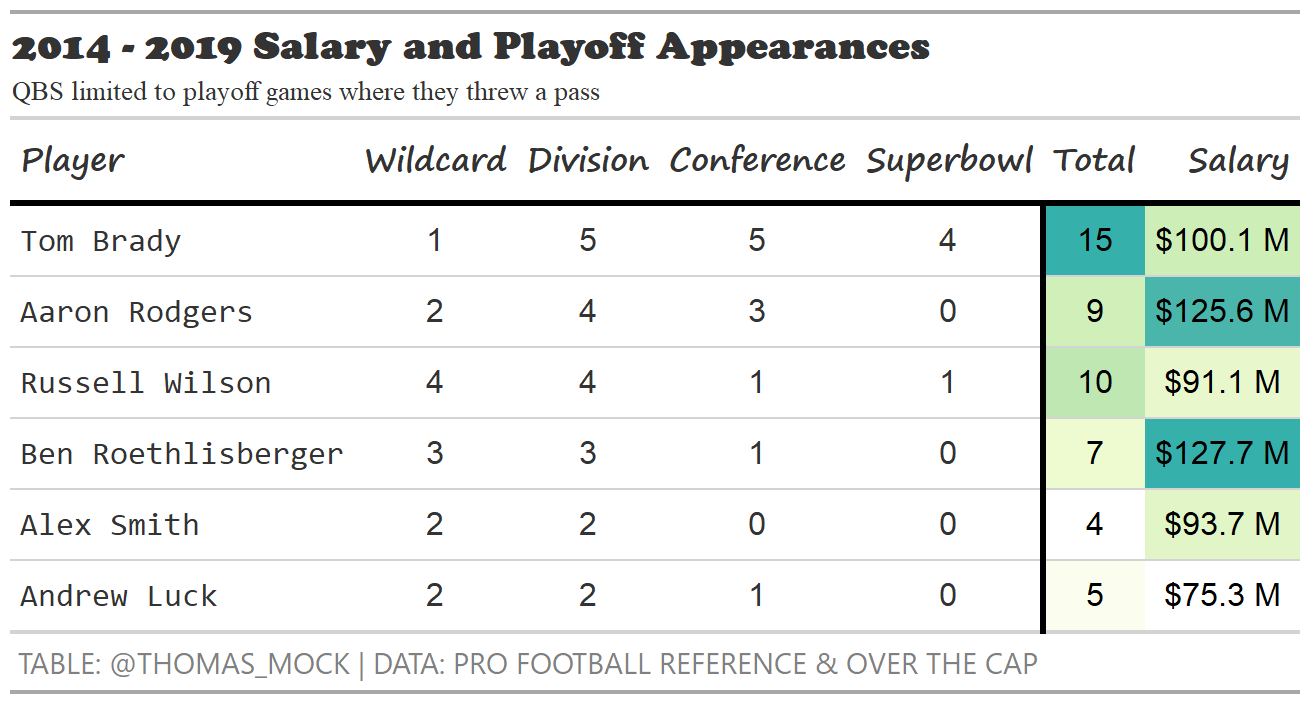 2014 - 2019 Salary and Playoff Appearances
QBS limited to playoff games where they threw a pass
Player Wildcard Division Conference Superbowl Total Salary
Tom Brady 1 5 5 4 15 $100.1 M
Aaron Rodgers 2 4 3 0 9 $125.6 M
Russell Wilson 4 4 1 1 10 $91.1 M
Ben Roethlisberger 3 3 1 0 7 $127.7 M
Alex Smith 2 2 0 0 4 $93.7 M
Andrew Luck 2 2 1 0 5 $75.3 M
TABLE: @THOMAS_MOCK | DATA: PRO FOOTBALL REFERENCE & OVER THE CAP